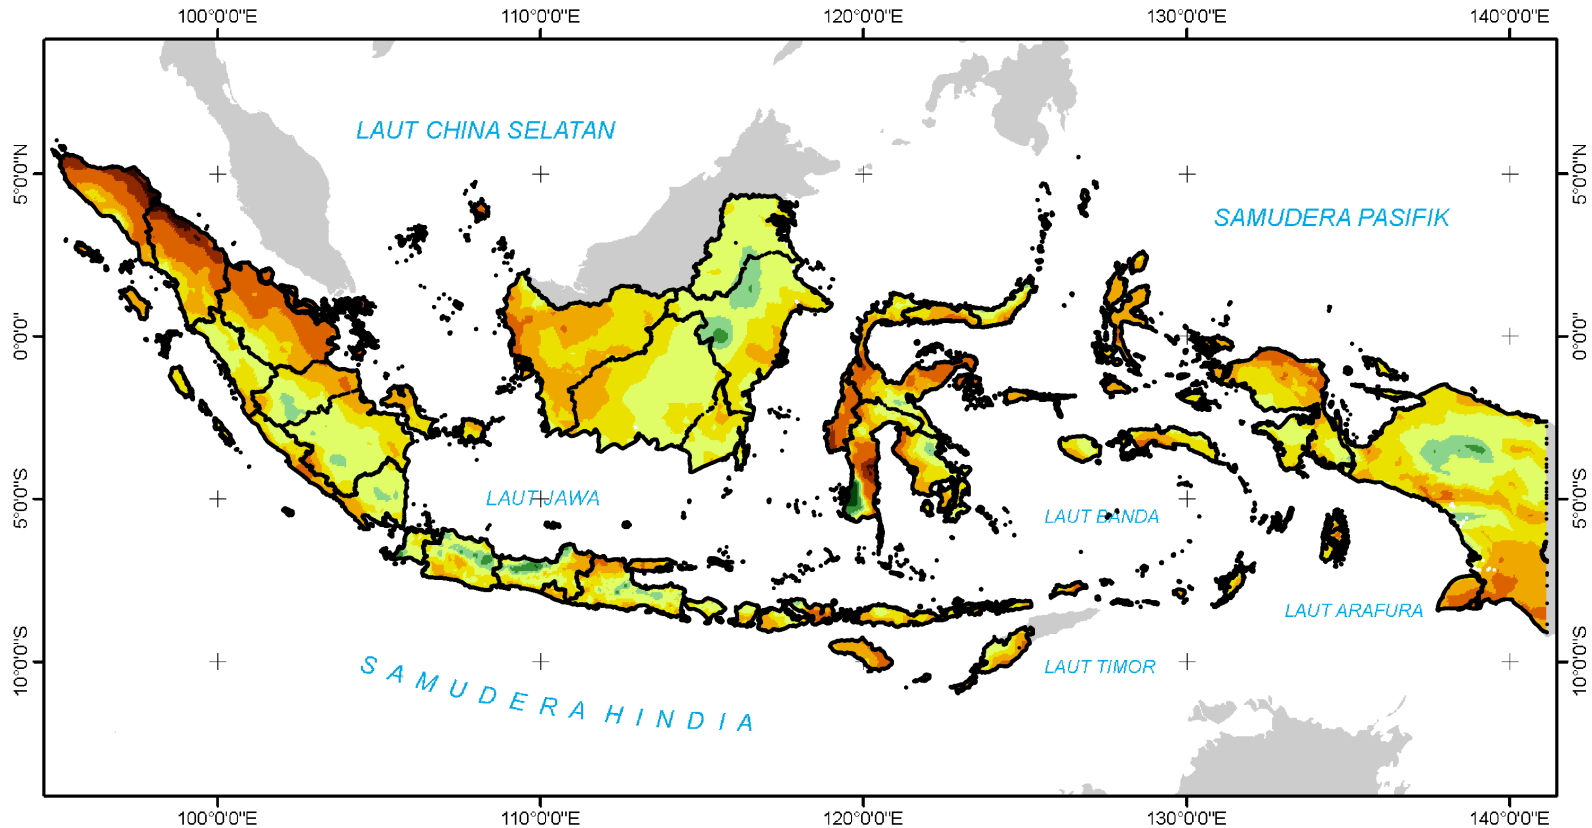 100°0'0"E 110°0'0"E 120°0'0"E 130°0'0"E 140°0'0"E
5°0'0"N 5°0'0"N
LAUT CHINA SELATAN
SAMUDERA PASIFIK
0°0'0" 0°0'0"
5°0'0"S 5°0'0"S
LAUT JAWA
LAUT BANDA
LAUT ARAFURA
10°0'0"S 10°0'0"S
LAUT TIMOR
SAMUDERA HINDIA
100°0'0"E 110°0'0"E 120°0'0"E 130°0'0"E 140°0'0"E